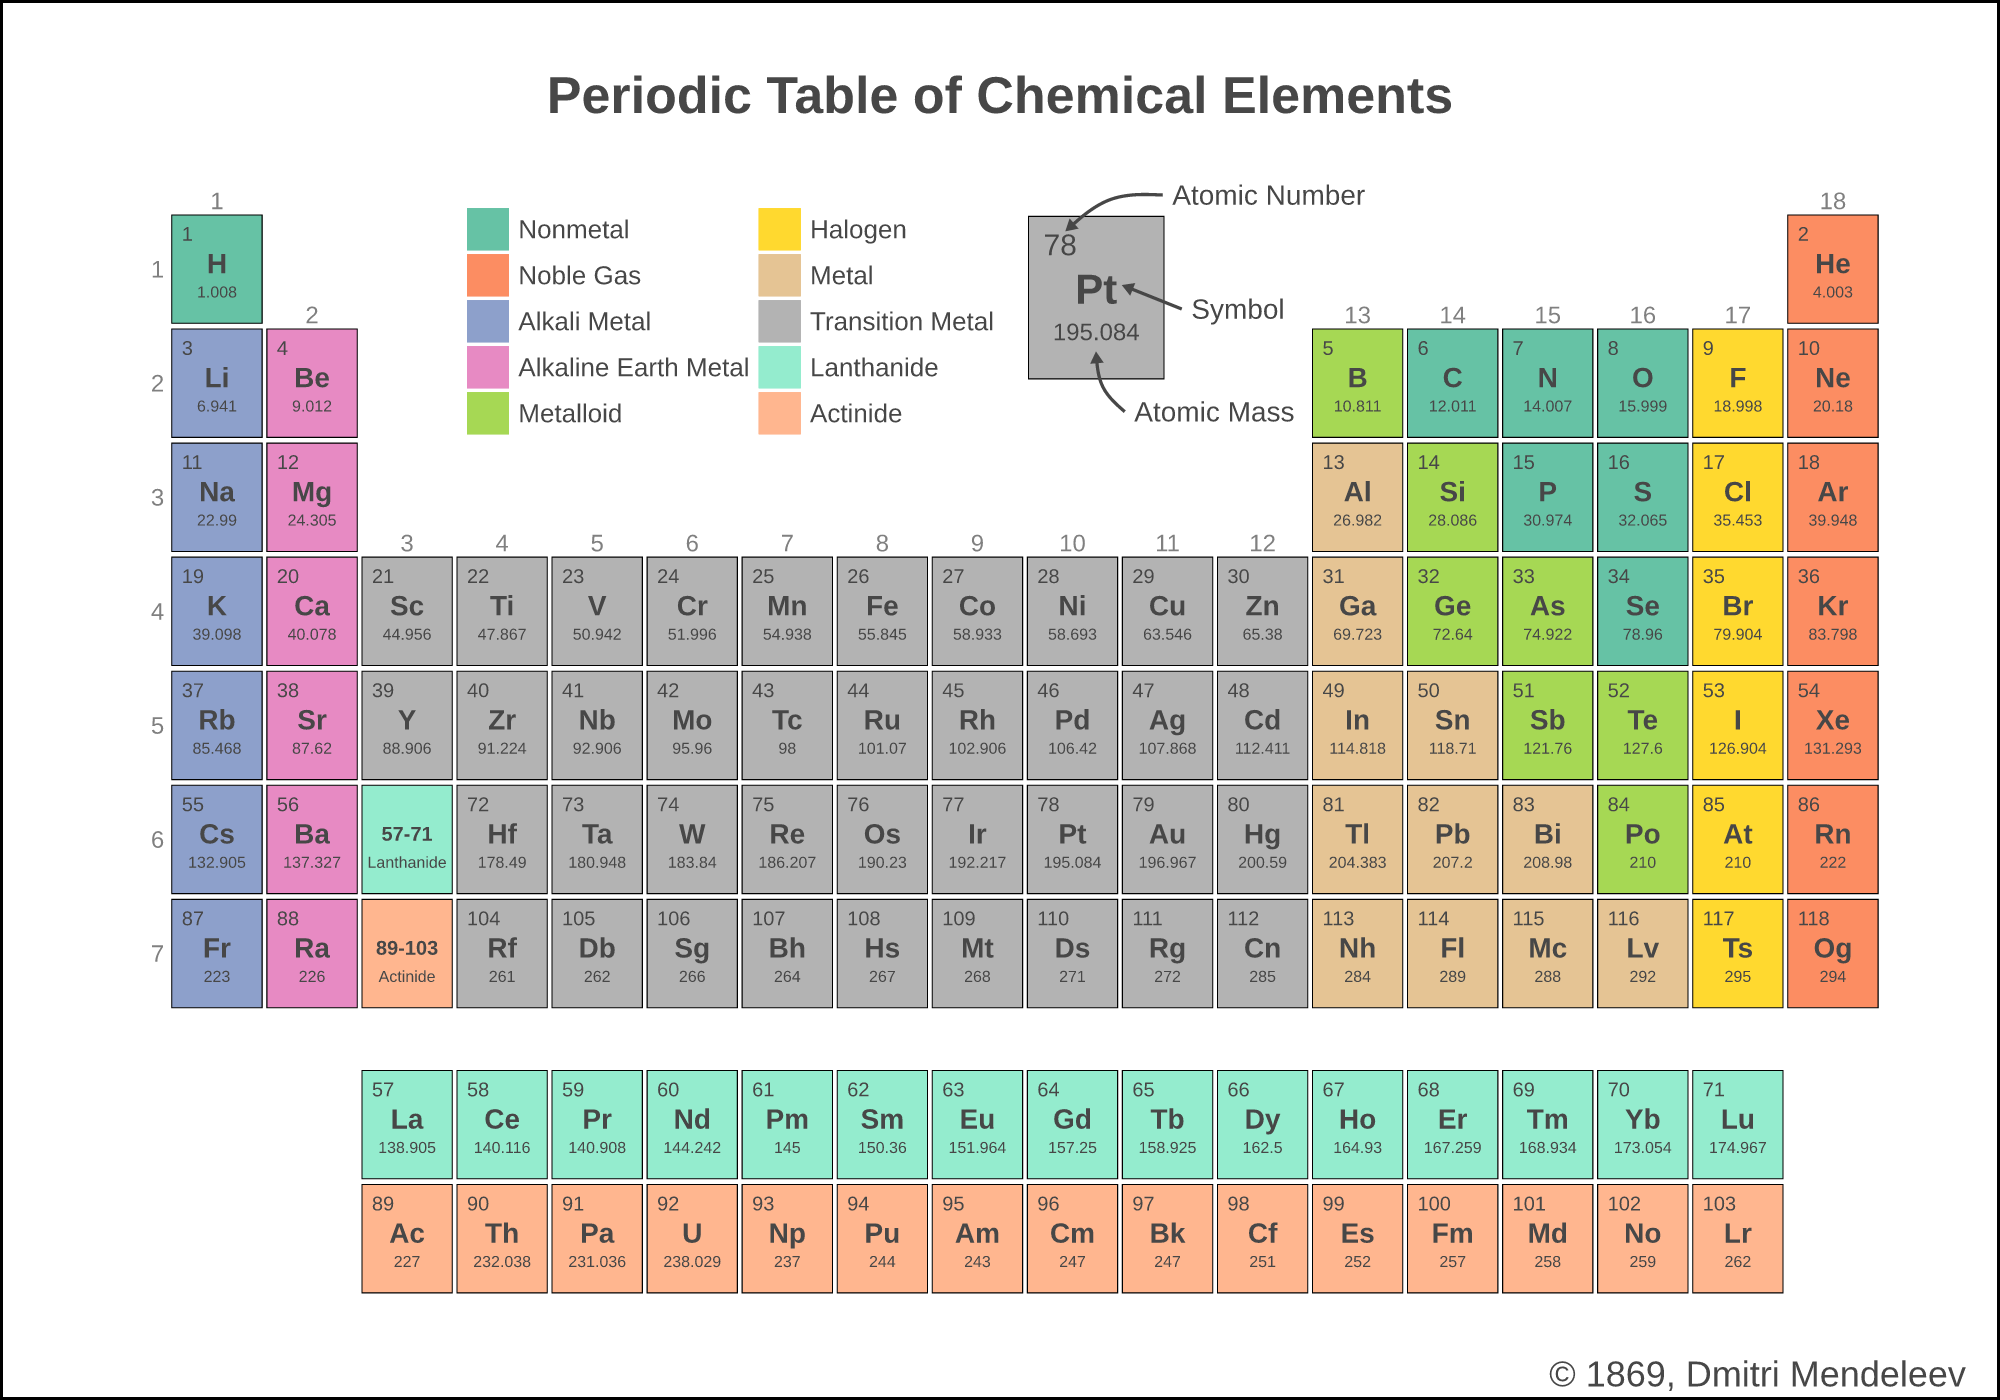 Periodic Table of Chemical Elements
1
18
Nonmetal
Noble Gas
Alkali Metal
Alkaline Earth Metal
Metalloid
Halogen
Metal
Transition Metal
Lanthanide
Actinide
78
Pt
195.084
Atomic Number
Symbol
Atomic Mass
1
1 2
H He
1.008 4.003
2 13 14 15 16 17
2
3 4 5 6 7 8 9 10
Li Be B C N O F Ne
6.941 9.012 10.811 12.011 14.007 15.999 18.998 20.18
3
11 12 13 14 15 16 17 18
Na Mg Al Si P S Cl Ar
22.99 24.305 26.982 28.086 30.974 32.065 35.453 39.948
3 4 5 6 7 8 9 10 11 12
4
19 20 21 22 23 24 25 26 27 28 29 30 31 32 33 34 35 36
K Ca Sc Ti V Cr Mn Fe Co Ni Cu Zn Ga Ge As Se Br Kr
39.098 40.078 44.956 47.867 50.942 51.996 54.938 55.845 58.933 58.693 63.546 65.38 69.723 72.64 74.922 78.96 79.904 83.798
5
37 38 39 40 41 42 43 44 45 46 47 48 49 50 51 52 53 54
Rb Sr Y Zr Nb Mo Tc Ru Rh Pd Ag Cd In Sn Sb Te I Xe
85.468 87.62 88.906 91.224 92.906 95.96 98 101.07 102.906 106.42 107.868 112.411 114.818 118.71 121.76 127.6 126.904 131.293
6
55 56 72 73 74 75 76 77 78 79 80 81 82 83 84 85 86
Cs Ba 57-71 Hf Ta W Re Os Ir Pt Au Hg Tl Pb Bi Po At Rn
132.905 137.327 Lanthanide 178.49 180.948 183.84 186.207 190.23 192.217 195.084 196.967 200.59 204.383 207.2 208.98 210 210 222
7
87 88 104 105 106 107 108 109 110 111 112 113 114 115 116 117 118
Fr Ra 89-103 Rf Db Sg Bh Hs Mt Ds Rg Cn Nh Fl Mc Lv Ts Og
223 226 Actinide 261 262 266 264 267 268 271 272 285 284 289 288 292 295 294
57 58 59 60 61 62 63 64 65 66 67 68 69 70 71
La Ce Pr Nd Pm Sm Eu Gd Tb Dy Ho Er Tm Yb Lu
138.905 140.116 140.908 144.242 145 150.36 151.964 157.25 158.925 162.5 164.93 167.259 168.934 173.054 174.967
89 90 91 92 93 94 95 96 97 98 99 100 101 102 103
Ac Th Pa U Np Pu Am Cm Bk Cf Es Fm Md No Lr
227 232.038 231.036 238.029 237 244 243 247 247 251 252 257 258 259 262
© 1869, Dmitri Mendeleev